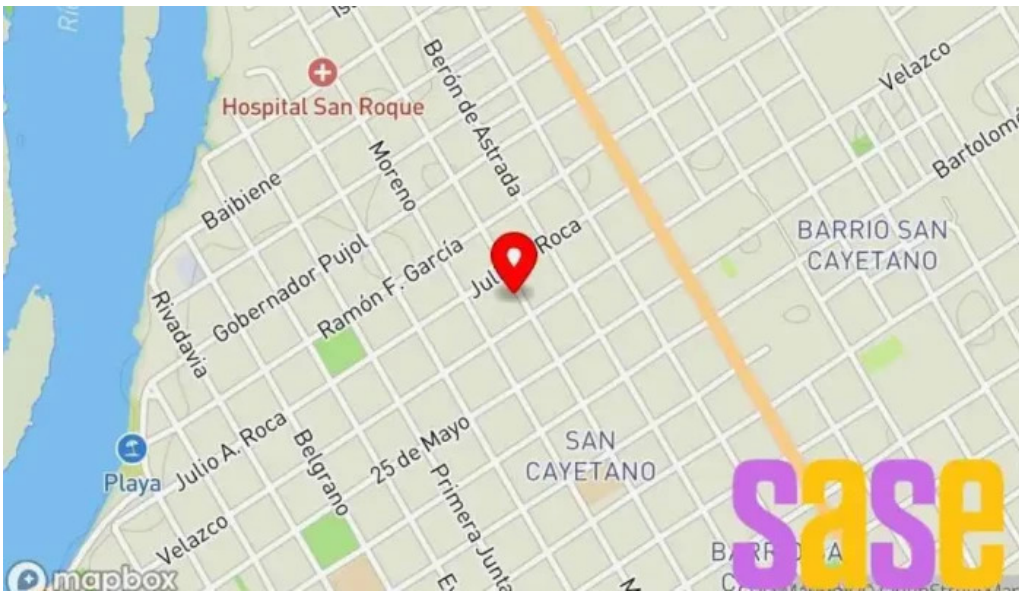 Hospital San Roque
Berón de Astrada
Velazco
Moreno
Bartolomé
Baibiene
BARRIO SAN
CAYETANO
Gobernador Pujol
Ramón F. García
Roca
Rivadavia
Julio A. Roca
Belgrano
25 de Mayo
Primera Junta
SAN
CAYETANO
Playa
Velazco
sase
mapbox